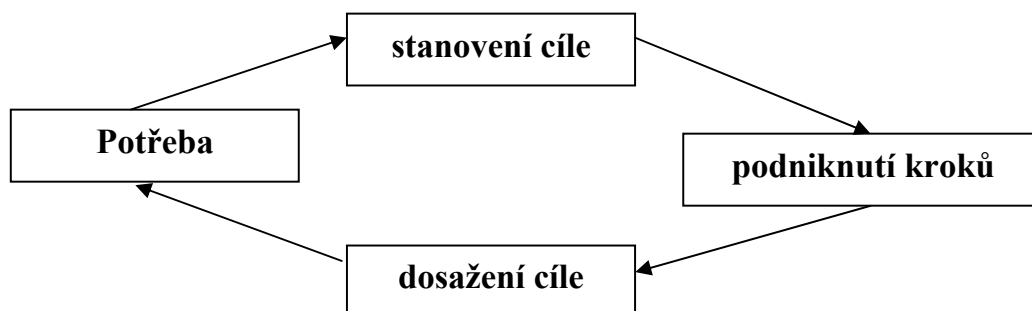 stanovení cíle
Potřeba
podniknutí kroků
dosažení cíle